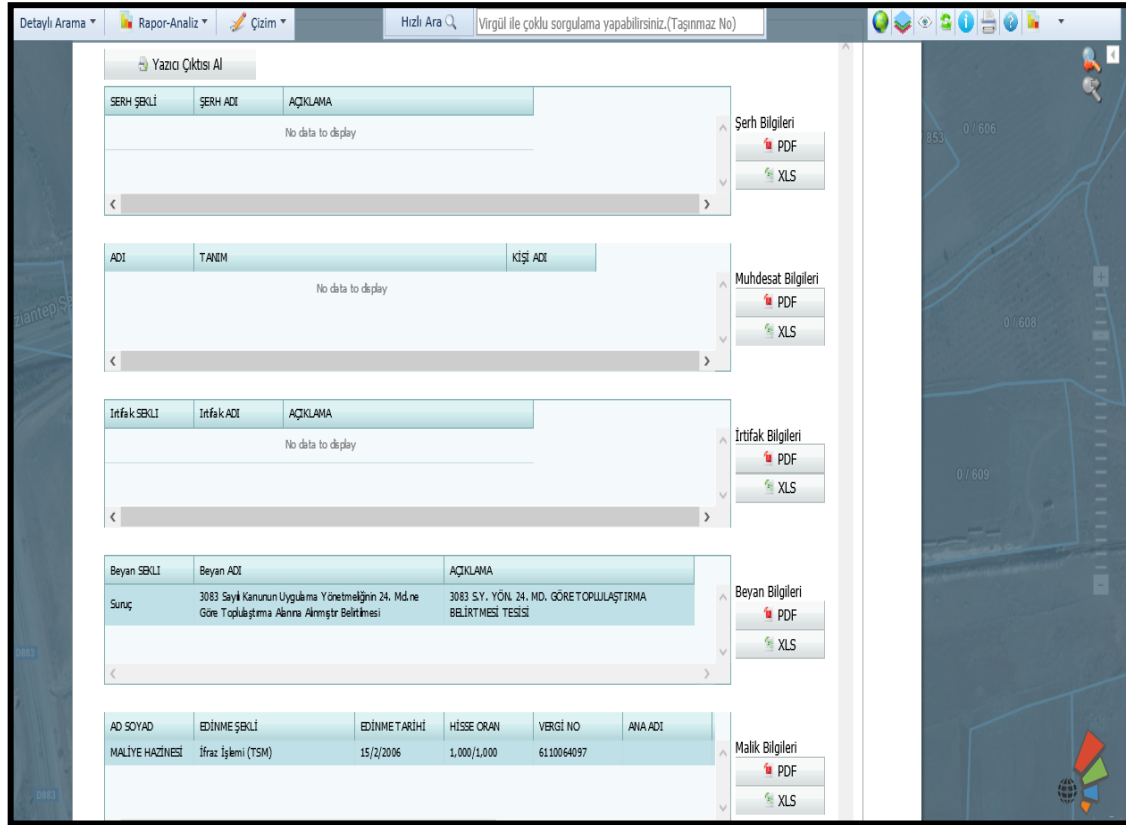 Detaylı Arama Rapor-Analiz Çizim Hızlı Ara Virgül ile çoklu sorgulama yapabilirsiniz.(Taşınmaz No)
Yazıcı Çıktısı Al
SERH ŞEKLİ ŞERH ADI AÇIKLAMA
No data to display
Şerh Bilgileri
PDF
XLS
853
0 / 606
ADI TANIM KİŞİ ADI
No data to display
Muhdesat Bilgileri
PDF
XLS
ziantep Ş
0 / 608
Irtifak SEKLI Irtifak ADI AÇIKLAMA
No data to display
İrtifak Bilgileri
PDF
XLS
0 / 609
Beyan SEKLI Beyan ADI AÇIKLAMA
Suruç
3083 Sayılı Kanunun Uygulama Yönetmeliğinin 24. Md.ne
Göre Toplulaştırma Alanına Alınmıştır Belirtilmesi
3083 S.Y. YÖN. 24. MD. GÖRE TOPLULAŞTIRMA
BELİRTMESİ TESİSİ
Beyan Bilgileri
PDF
XLS
D883
AD SOYAD EDİNME ŞEKLİ EDİNME TARİHİ HİSSE ORAN VERGİ NO ANA ADI
MALİYE HAZİNESİ İfraz İşlemi (TSM) 15/2/2006 1,000/1,000 6110064097
Malik Bilgileri
PDF
XLS
D883